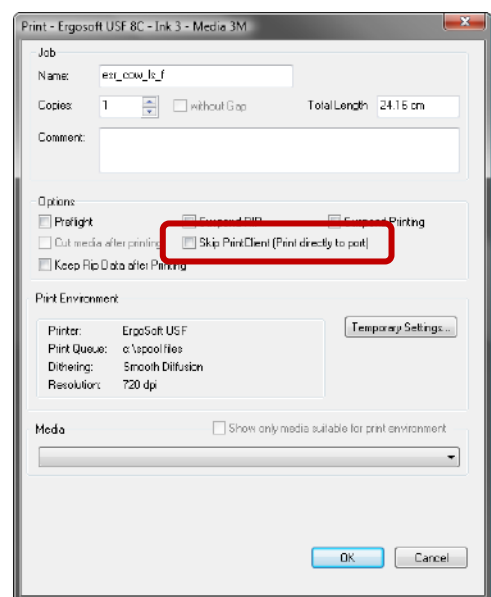 Print - Ergosoft USF 8C - Ink 3 - Media 3M
Job
Name: esr_cow_ls_f
Copies: 1 without Gap Total Length 24.16 cm
Comment:
Options
Preflight Suspend RIP Suspend Printing
Cut media after printing Skip PrintClient (Print directly to port)
Keep Rip Data after Printing
Print Environment
Printer: ErgoSoft USF Temporary Settings...
Print Queue: c:\spool files
Dithering: Smooth Diffusion
Resolution: 720 dpi
Media Show only media suitable for print environment
OK Cancel